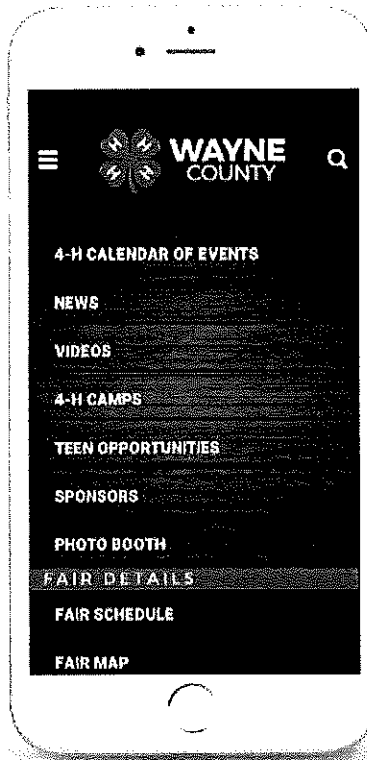 H H
WAYNE
COUNTY
H H
4-H CALENDAR OF EVENTS
NEWS
VIDEOS
4-H CAMPS
TEEN OPPORTUNITIES
SPONSORS
PHOTO BOOTH
FAIR DETAILS
FAIR SCHEDULE
FAIR MAP